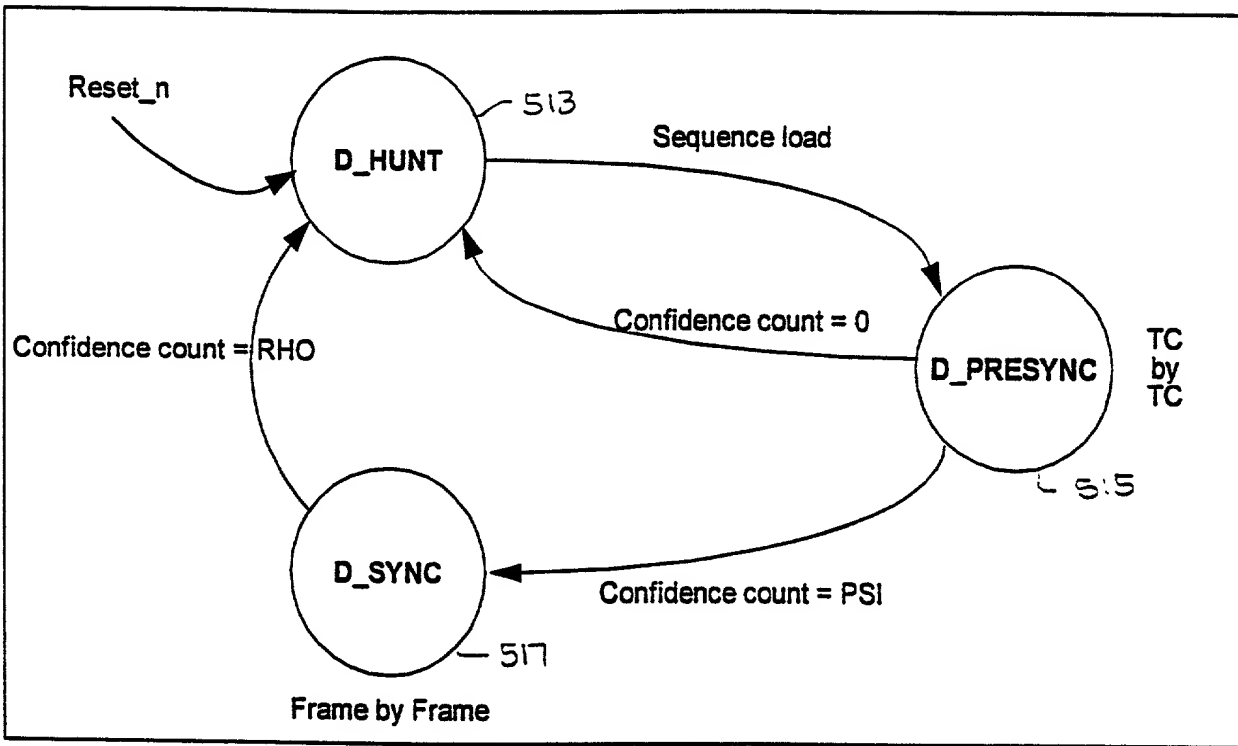 Reset_n
513
D_HUNT
Sequence load
Confidence count = 0
Confidence count = RHO
D_PRESYNC
TC
by
TC
515
D_SYNC
Confidence count = PSI
517
Frame by Frame